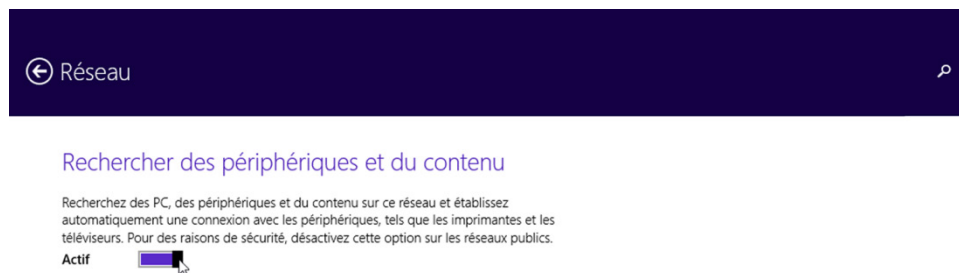 Réseau
Rechercher des périphériques et du contenu
Recherchez des PC, des périphériques et du contenu sur ce réseau et établissez
automatiquement une connexion avec les périphériques, tels que les imprimantes et les
téléviseurs. Pour des raisons de sécurité, désactivez cette option sur les réseaux publics.
Actif